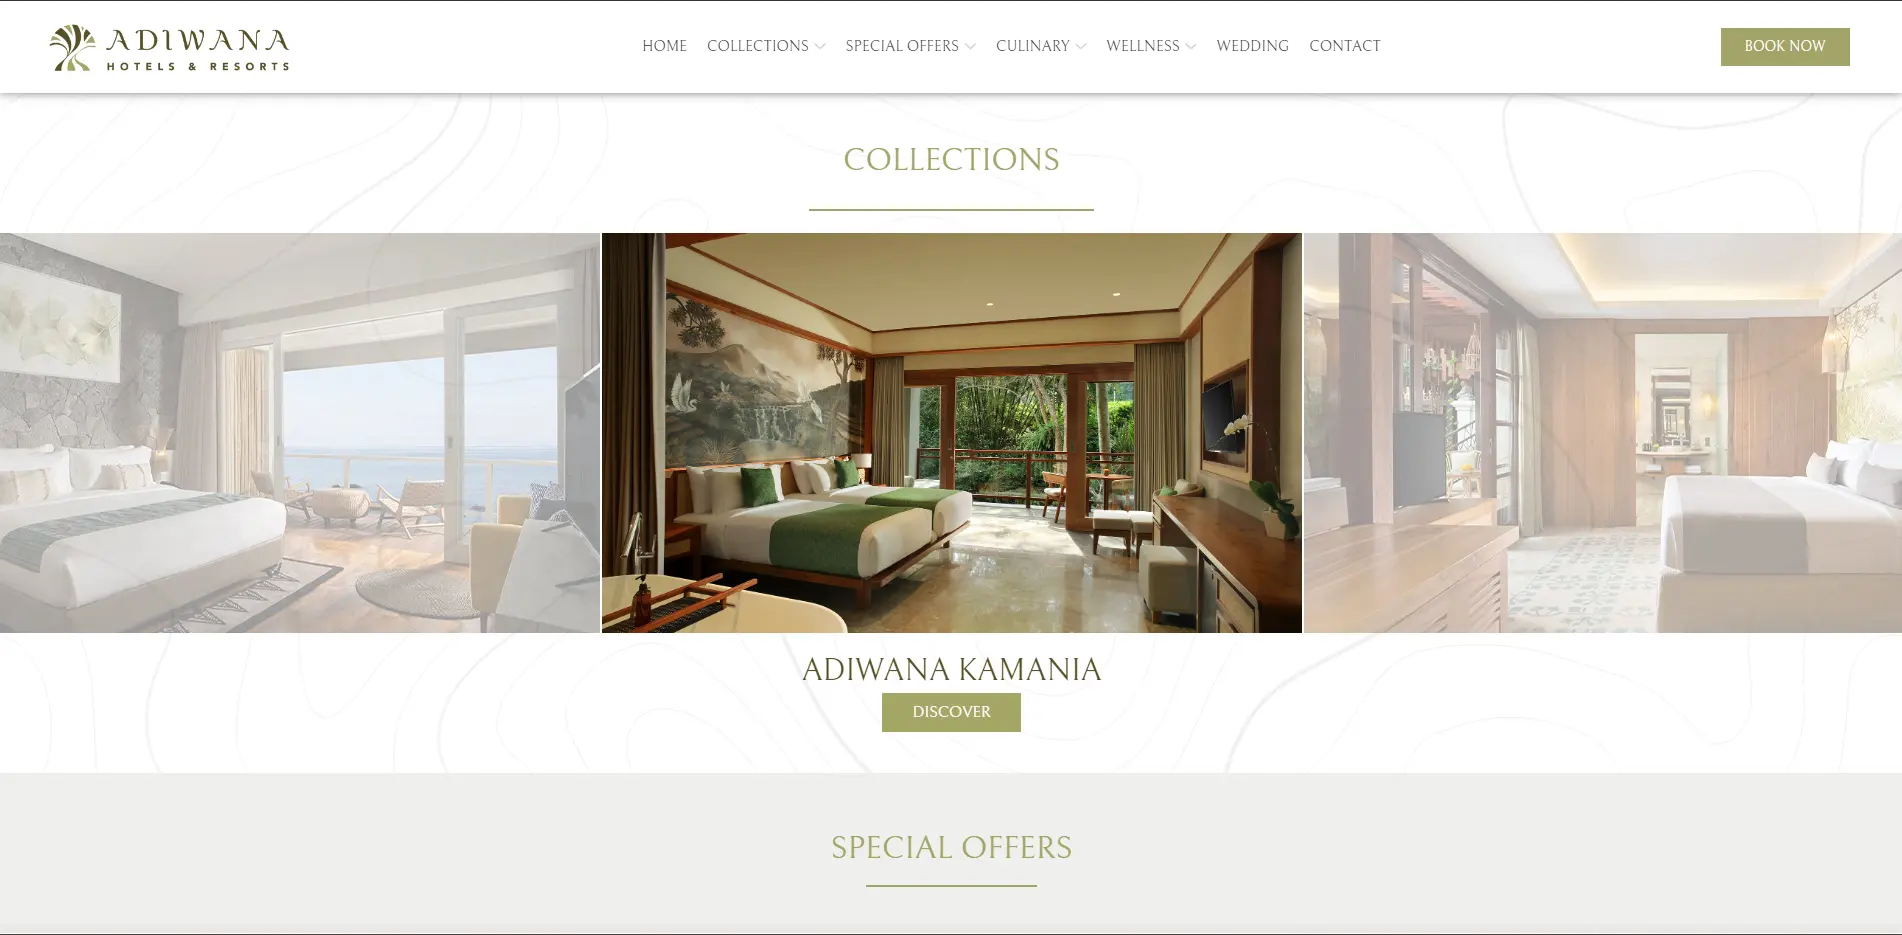 ADIWANA
HOTELS & RESORTS
HOME
COLLECTIONS
SPECIAL OFFERS
CULINARY
WELLNESS
WEDDING
CONTACT
BOOK NOW
COLLECTIONS
ADIWANA KAMANIA
DISCOVER
SPECIAL OFFERS